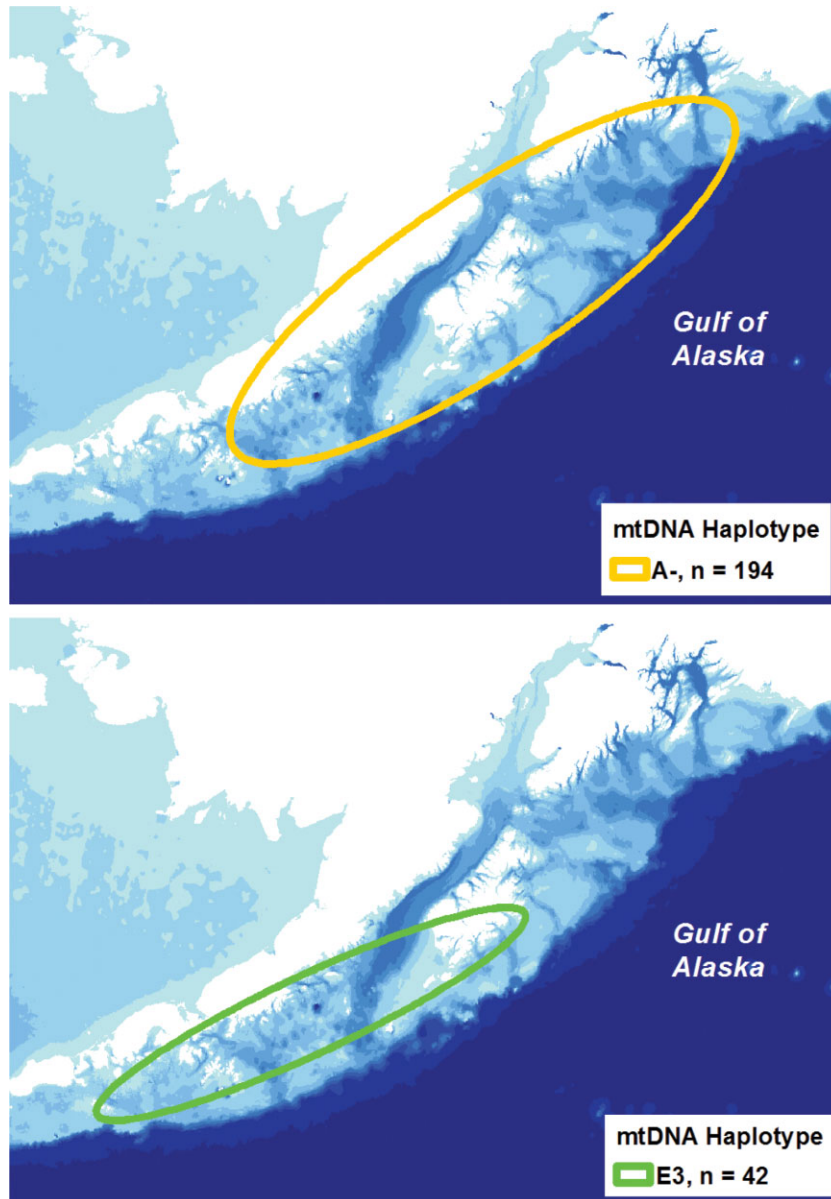 Gulf of
Alaska
mtDNA Haplotype
A-, n = 194
Gulf of
Alaska
mtDNA Haplotype
E3, n = 42